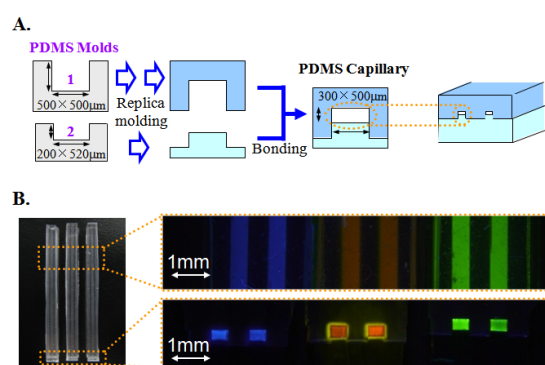 A.
PDMS Molds
1
500×500μm
2
200×520μm
Replica
molding
Bonding
PDMS Capillary
300×500μm
B.
1mm
1mm